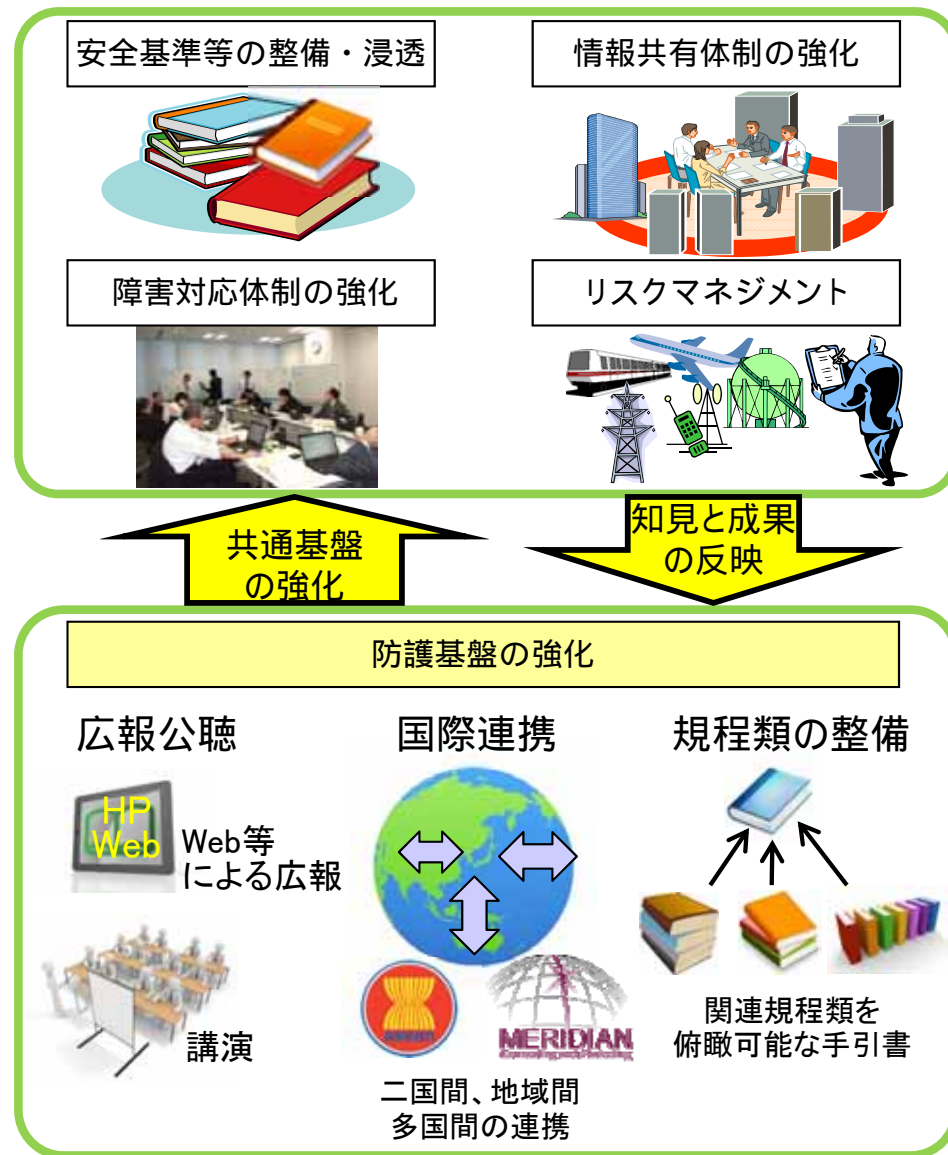 安全基準等の整備・浸透
情報共有体制の強化
障害対応体制の強化
リスクマネジメント
共通基盤
の強化
知見と成果
の反映
防護基盤の強化
広報公聴
HP
Web
Web等
による広報
講演
国際連携
MERIDIAN
二国間、地域間
多国間の連携
規程類の整備
関連規程類を
俯瞰可能な手引書